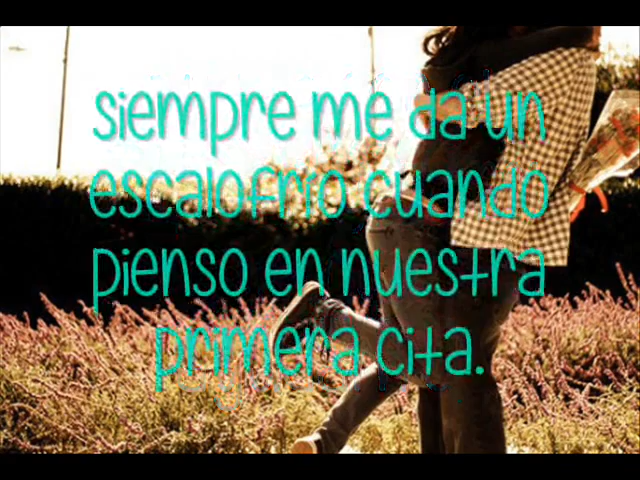 siempre me da un
escalofrío cuando
pienso en nuestra
primera cita.